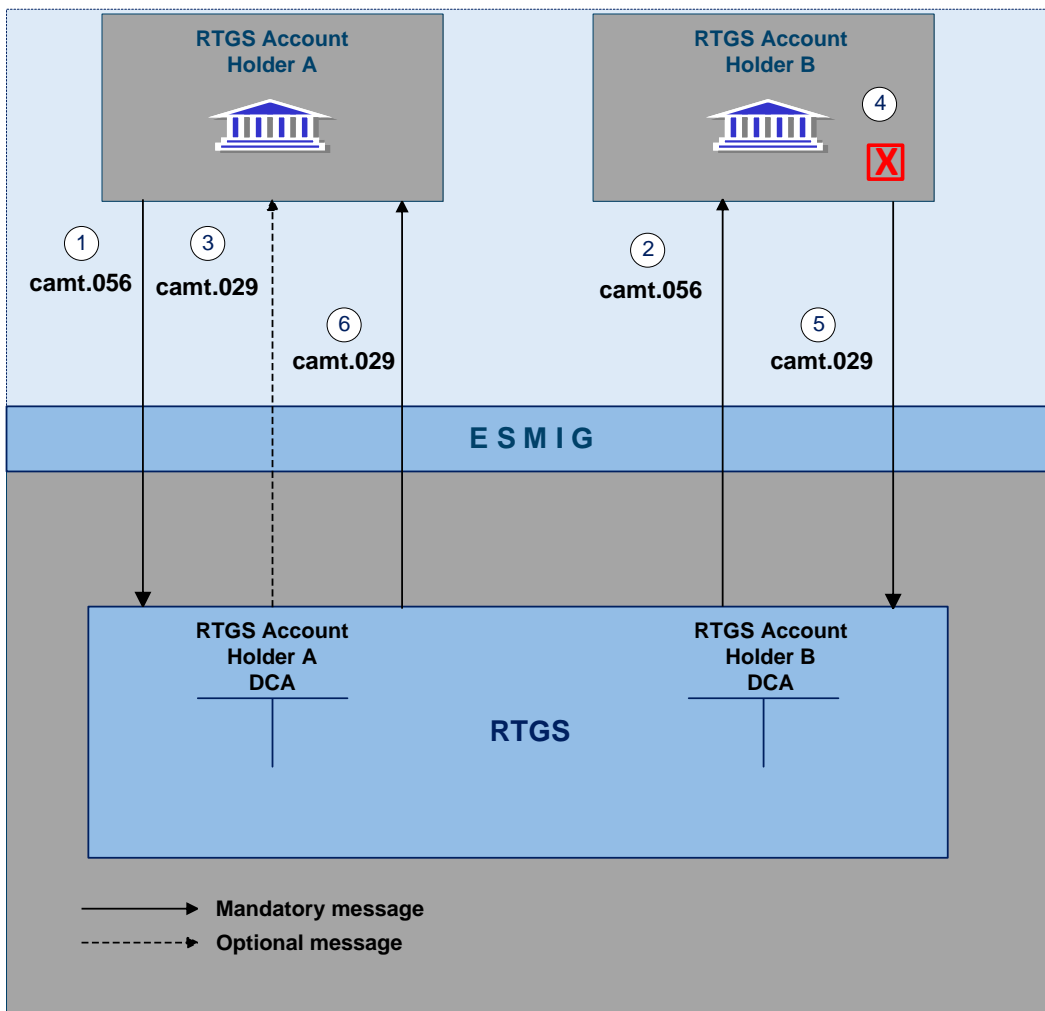 RTGS Account
Holder A
RTGS Account
Holder B
4
X
1
camt.056
3
camt.029
2
camt.056
6
camt.029
5
camt.029
E S M I G
RTGS Account
Holder A
DCA
RTGS Account
Holder B
DCA
RTGS
Mandatory message
Optional message